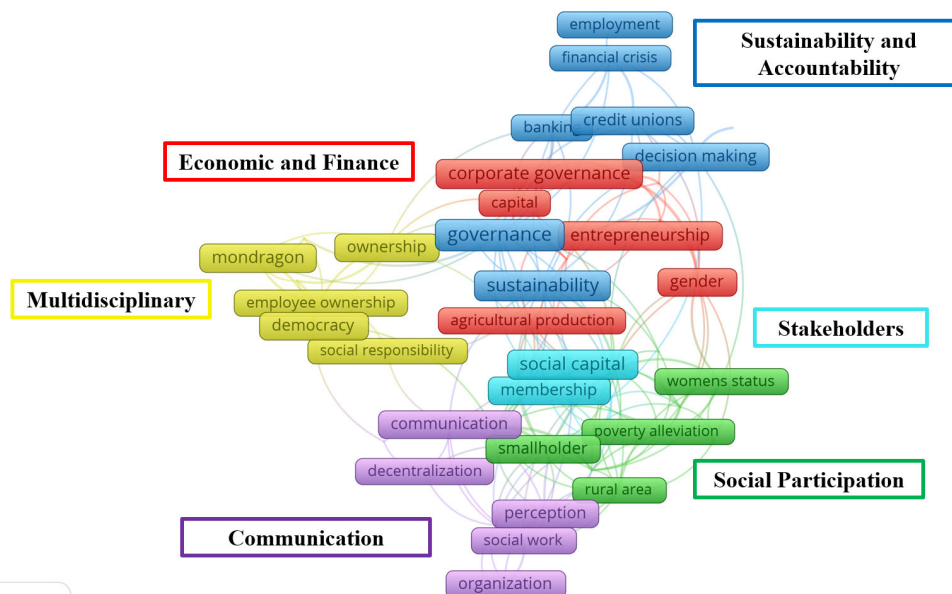 employment
Sustainability and
Accountability
financial crisis
banking
credit unions
decision making
Economic and Finance
corporate governance
capital
governance
entrepreneurship
ownership
mondragon
sustainability
gender
Multidisciplinary
employee ownership
democracy
agricultural production
Stakeholders
social responsibility
social capital
womens status
membership
communication
poverty alleviation
smallholder
decentralization
rural area
Social Participation
perception
Communication
social work
organization